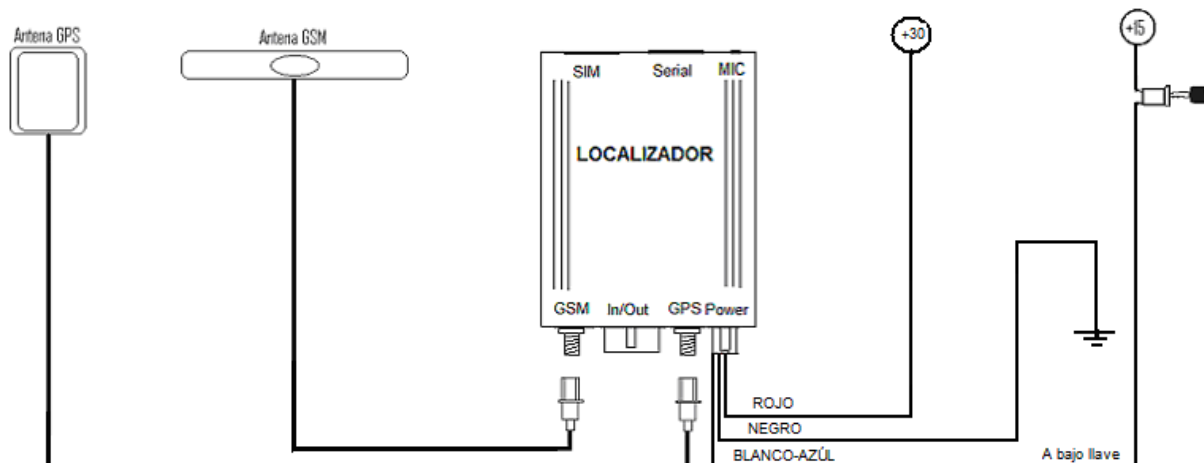 Antena GPS
Antena GSM
+30
+15
SIM
Serial
MIC
LOCALIZADOR
GSM
In/Out
GPS
Power
ROJO
NEGRO
BLANCO-AZÚL
A bajo llave